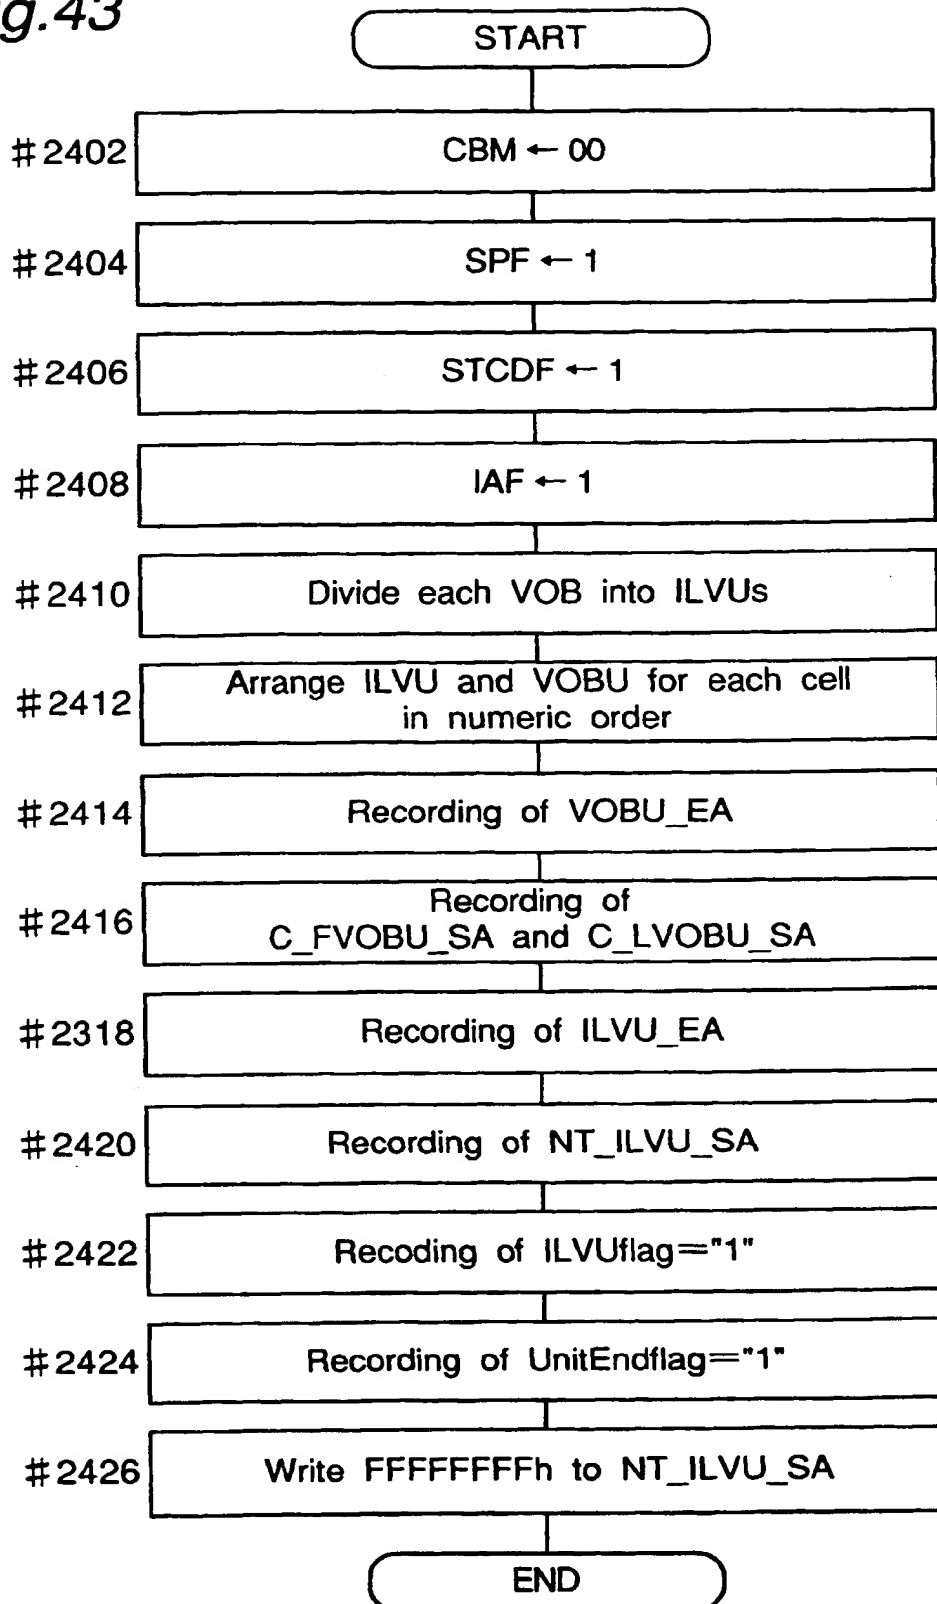 g.43
START
#2402 CBM ← 00
#2404 SPF ← 1
#2406 STCDF ← 1
#2408 IAF ← 1
#2410 Divide each VOB into ILVUs
#2412 Arrange ILVU and VOBU for each cell
in numeric order
#2414 Recording of VOBU_EA
#2416 Recording of
C_FVOBU_SA and C_LVOBU_SA
#2318 Recording of ILVU_EA
#2420 Recording of NT_ILVU_SA
#2422 Recoding of ILVUflag="1"
#2424 Recording of UnitEndflag="1"
#2426 Write FFFFFFFFh to NT_ILVU_SA
END